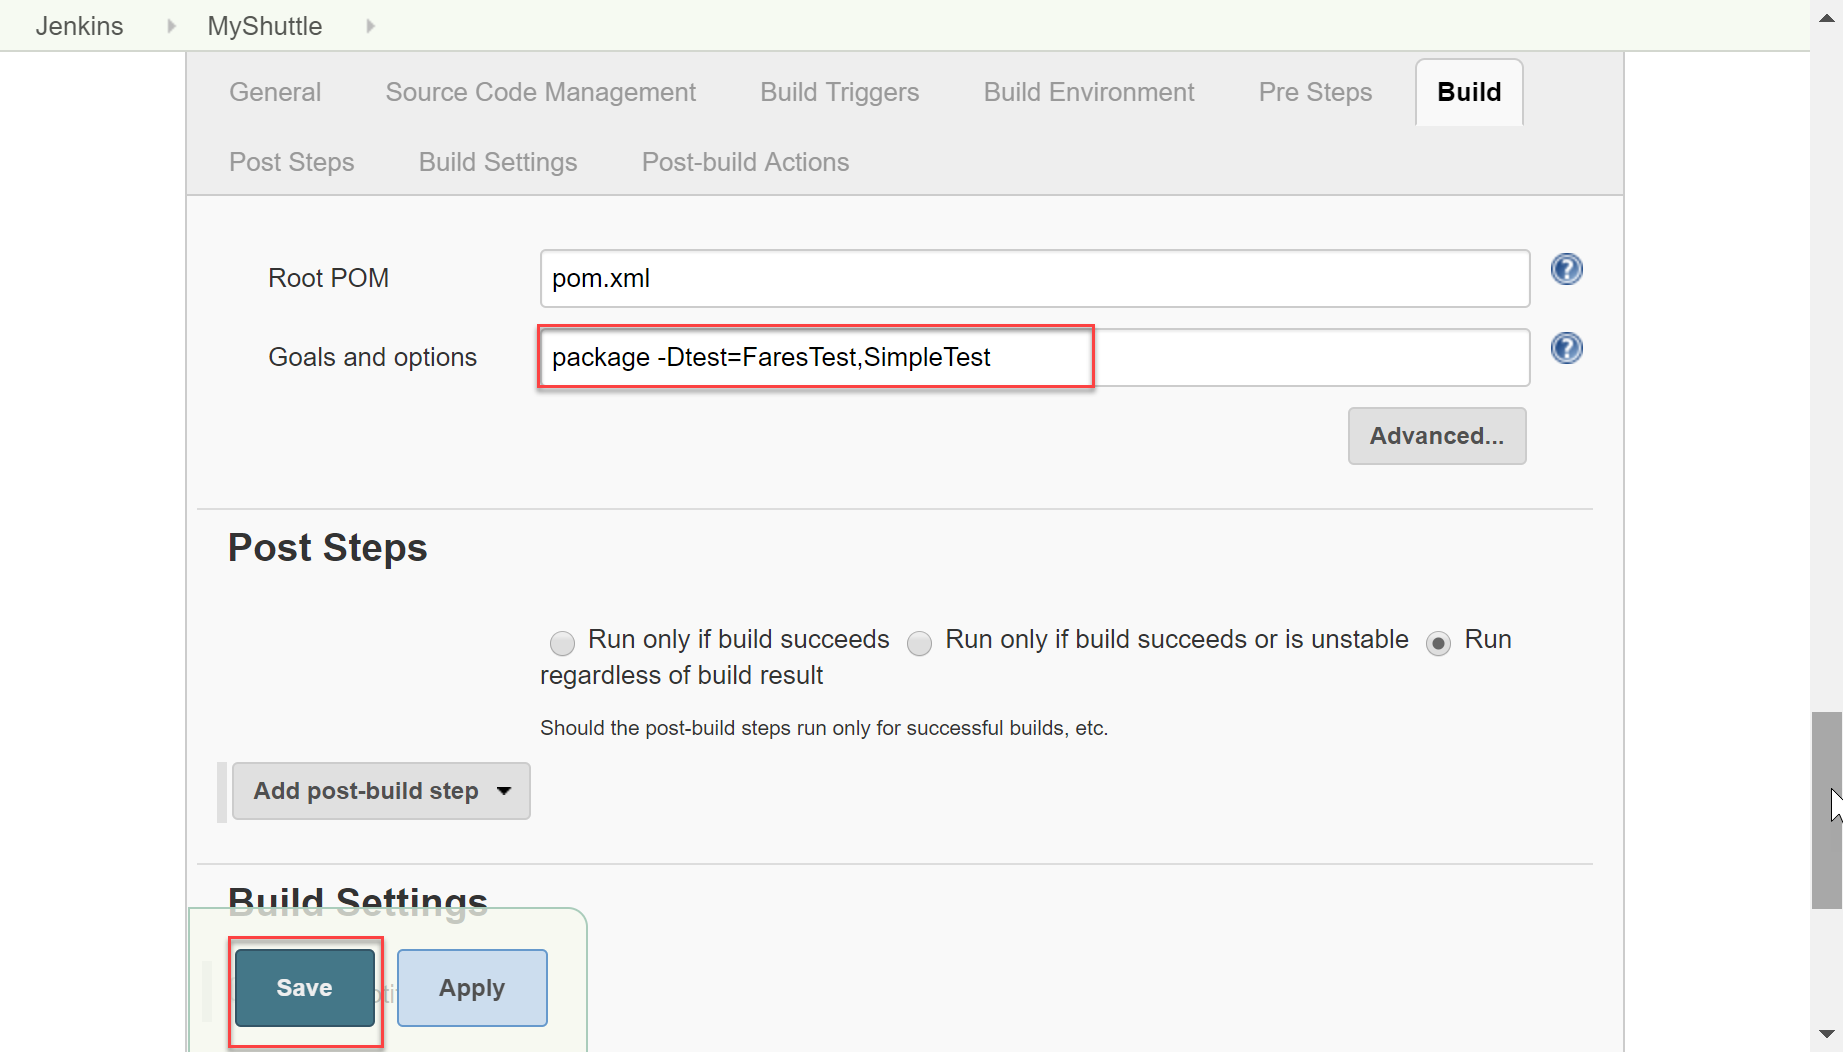 Jenkins MyShuttle
General Source Code Management Build Triggers Build Environment Pre Steps Build
Post Steps Build Settings Post-build Actions
Root POM pom.xml
Goals and options package -Dtest=FaresTest,SimpleTest
Advanced...
Post Steps
Run only if build succeeds Run only if build succeeds or is unstable Run
regardless of build result
Should the post-build steps run only for successful builds, etc.
Add post-build step
Build Settings
Save Apply